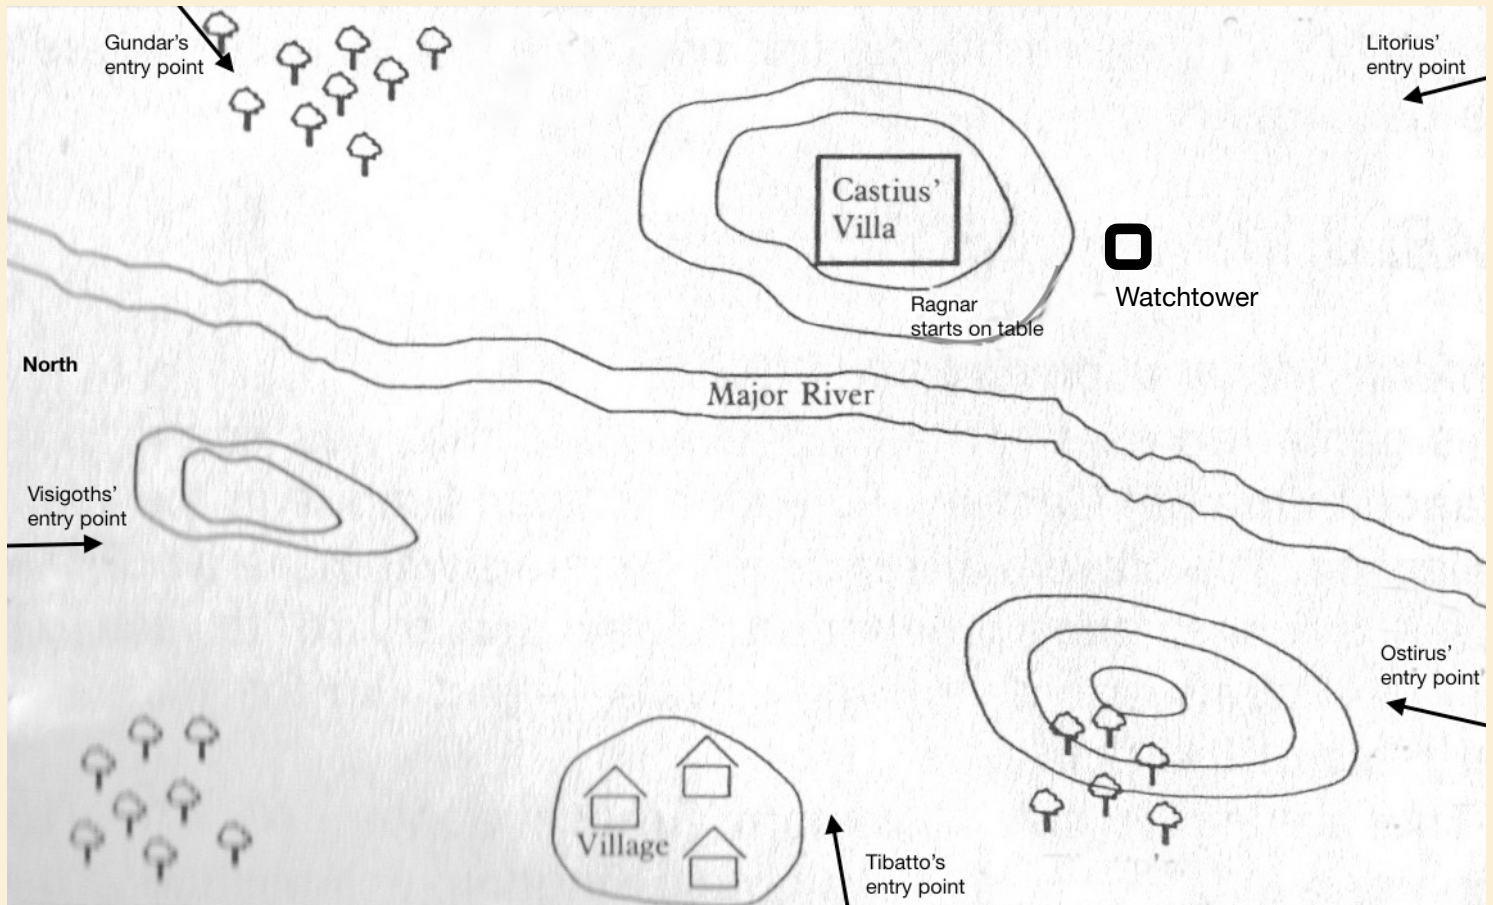 Gundar’s
entry point
Litorius’
entry point
Castius’
Villa
Watchtower
Ragnar
starts on table
North
Major River
Visigoths’
entry point
Ostirus’
entry point
Village
Tibatto’s
entry point